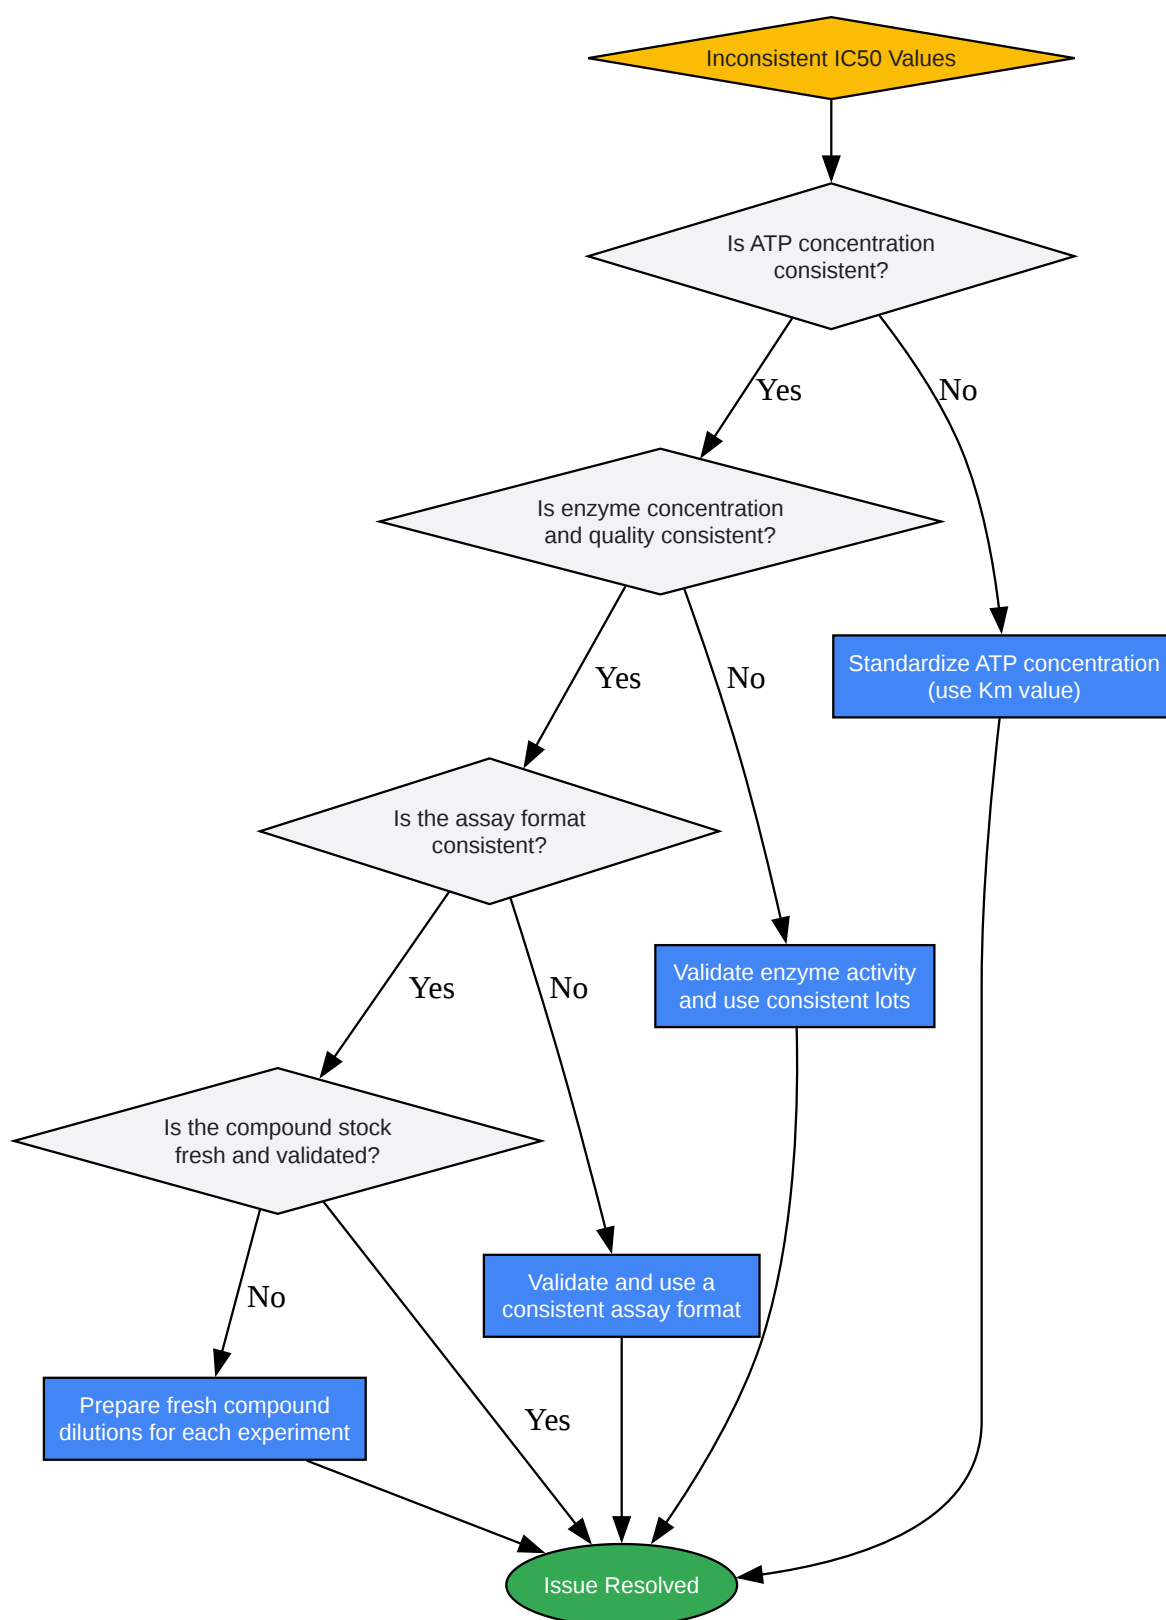 Inconsistent IC50 Values
Is ATP concentration
consistent?
Yes
No
Is enzyme concentration
and quality consistent?
Yes
No
Standardize ATP concentration
(use Km value)
Is the assay format
consistent?
Yes
No
Validate enzyme activity
and use consistent lots
Is the compound stock
fresh and validated?
No
Yes
Validate and use a
consistent assay format
Prepare fresh compound
dilutions for each experiment
Issue Resolved